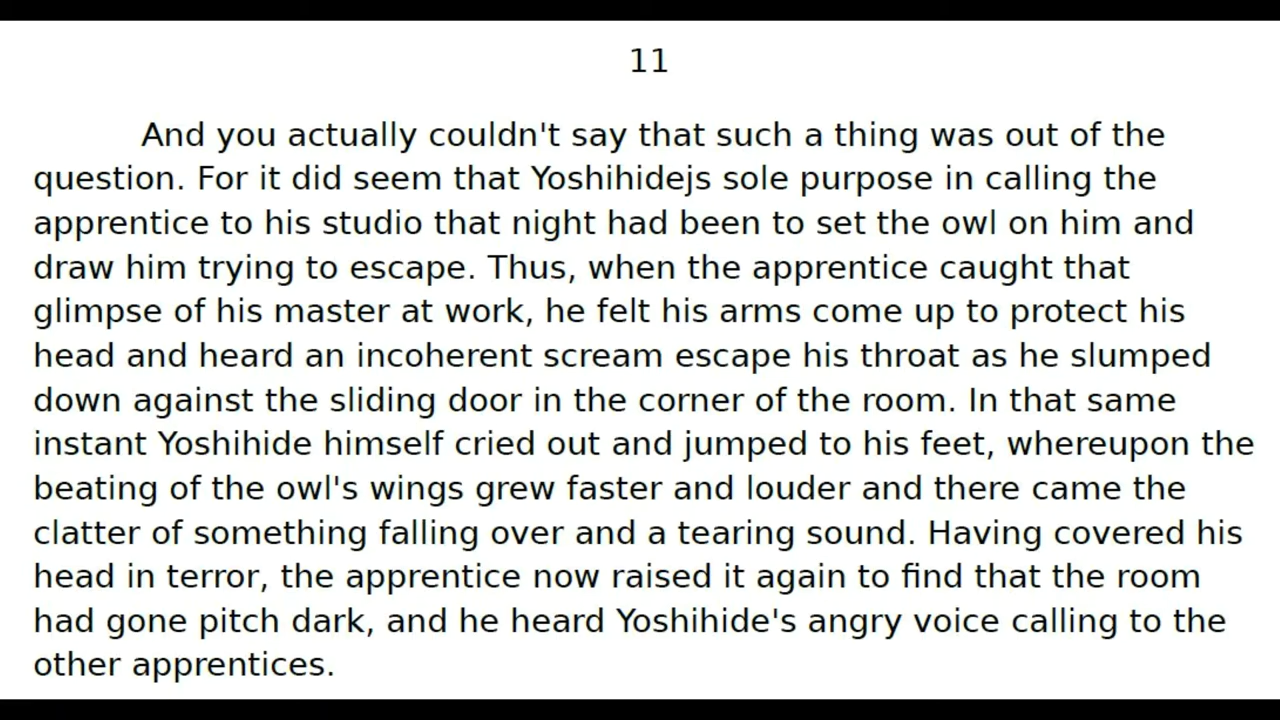 11
And you actually couldn't say that such a thing was out of the
question. For it did seem that Yoshihidejs sole purpose in calling the
apprentice to his studio that night had been to set the owl on him and
draw him trying to escape. Thus, when the apprentice caught that
glimpse of his master at work, he felt his arms come up to protect his
head and heard an incoherent scream escape his throat as he slumped
down against the sliding door in the corner of the room. In that same
instant Yoshihide himself cried out and jumped to his feet, whereupon the
beating of the owl's wings grew faster and louder and there came the
clatter of something falling over and a tearing sound. Having covered his
head in terror, the apprentice now raised it again to find that the room
had gone pitch dark, and he heard Yoshihide's angry voice calling to the
other apprentices.